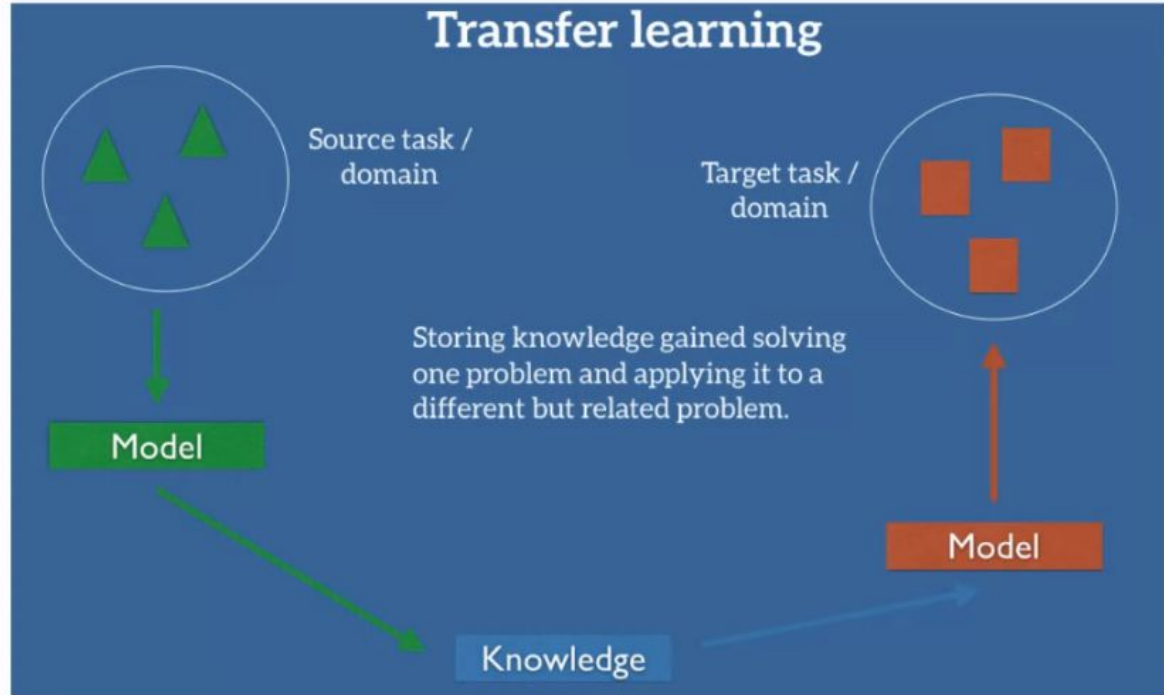 Transfer learning
Source task /
domain
Target task /
domain
Storing knowledge gained solving
one problem and applying it to a
different but related problem.
Model
Model
Knowledge